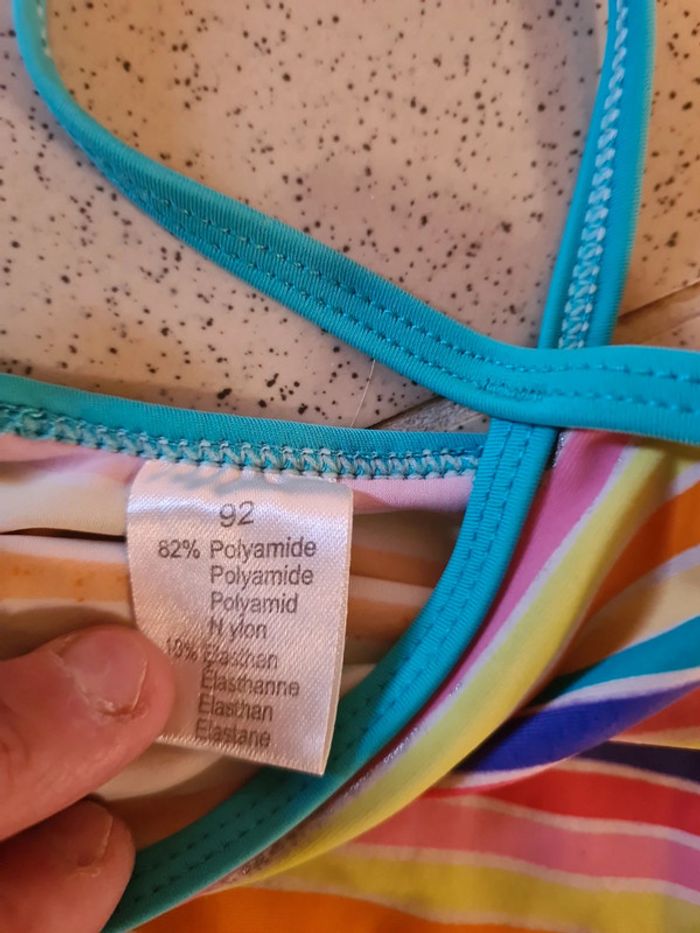 92
82% Polyamide
Polyamide
Polyamid
Nylon
18% Elasthan
Élasthanne
Elasthan
Elastane